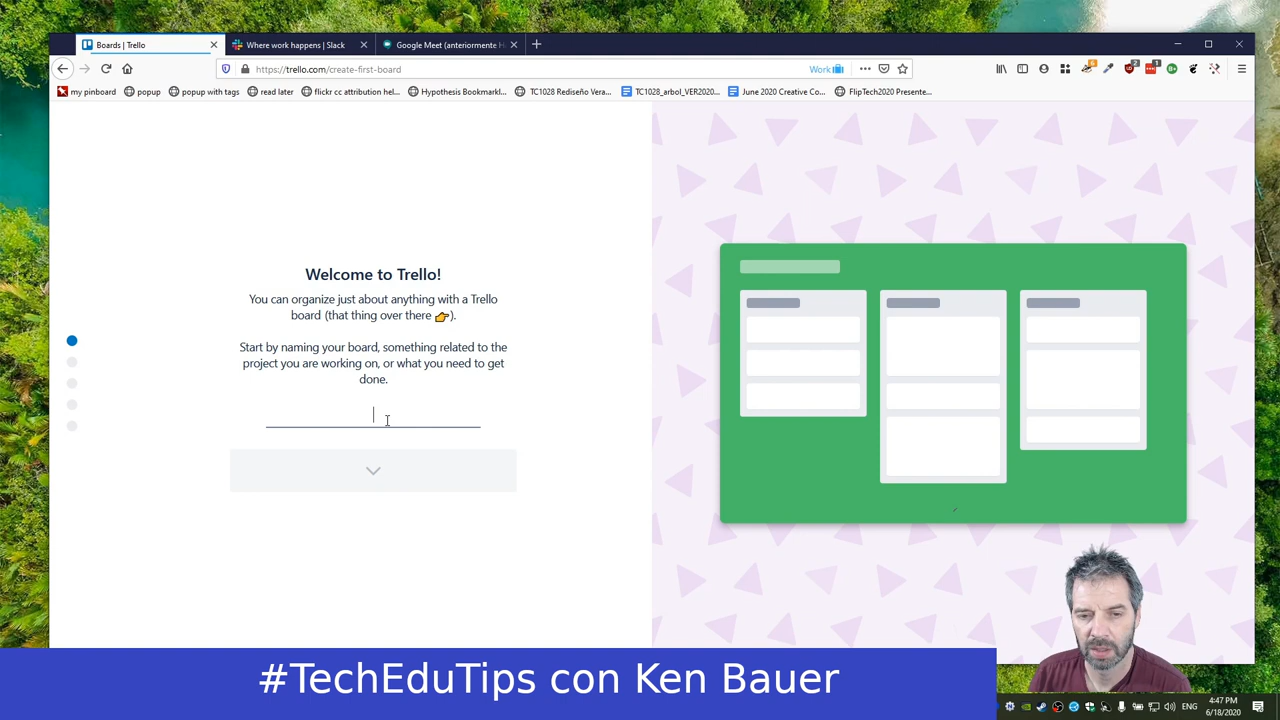 Boards | Trello
Where work happens | Slack
Google Meet (anteriormente H
https://trello.com/create-first-board
Work
my pinboard
popup
popup with tags
read later
flickr cc attribution hel...
Hypothesis Bookmarkl...
TC1028 Rediseño Vera...
TC1028_arbol_VER2020...
June 2020 Creative Co...
FlipTech2020 Presente...
Welcome to Trello!
You can organize just about anything with a Trello
board (that thing over there 👉).
Start by naming your board, something related to the
project you are working on, or what you need to get
done.
#TechEduTips con Ken Bauer
ENG
4:47 PM
6/18/2020